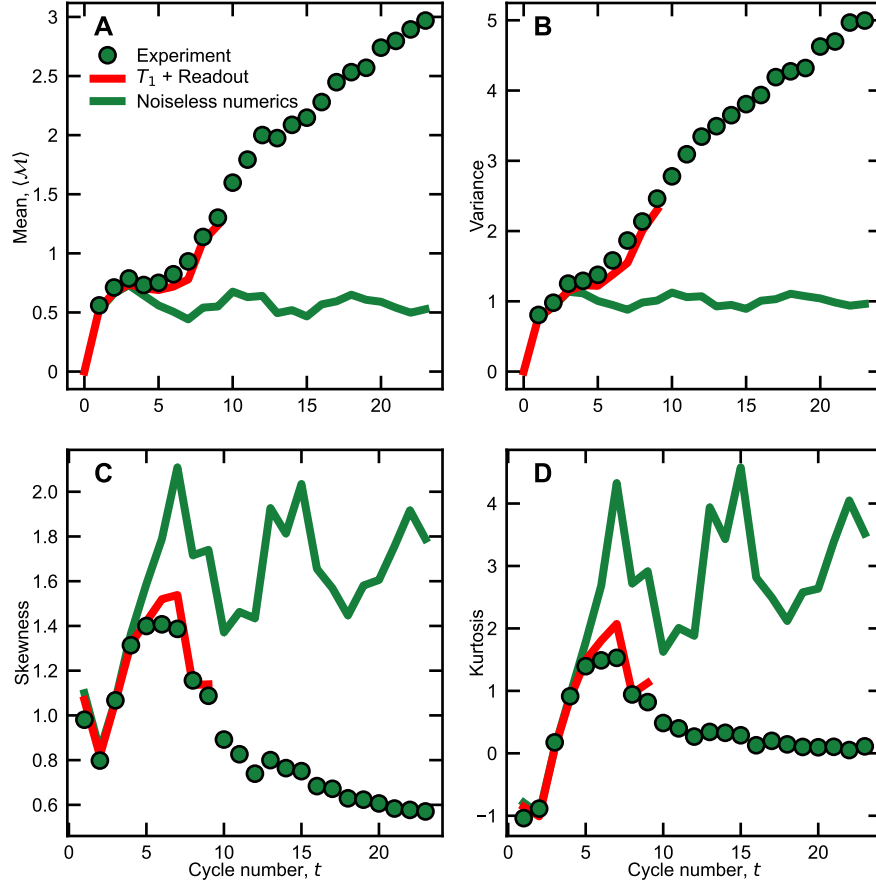 A
Experiment
T₁ + Readout
Noiseless numerics
Mean, ⟨ℳ⟩
3
2.5
2
1.5
1
0.5
0
0 5 10 15 20
B
Variance
5
4
3
2
1
0
0 5 10 15 20
C
Skewness
2.0
1.8
1.6
1.4
1.2
1.0
0.8
0.6
0 5 10 15 20
Cycle number, t
D
Kurtosis
4
3
2
1
0
−1
0 5 10 15 20
Cycle number, t